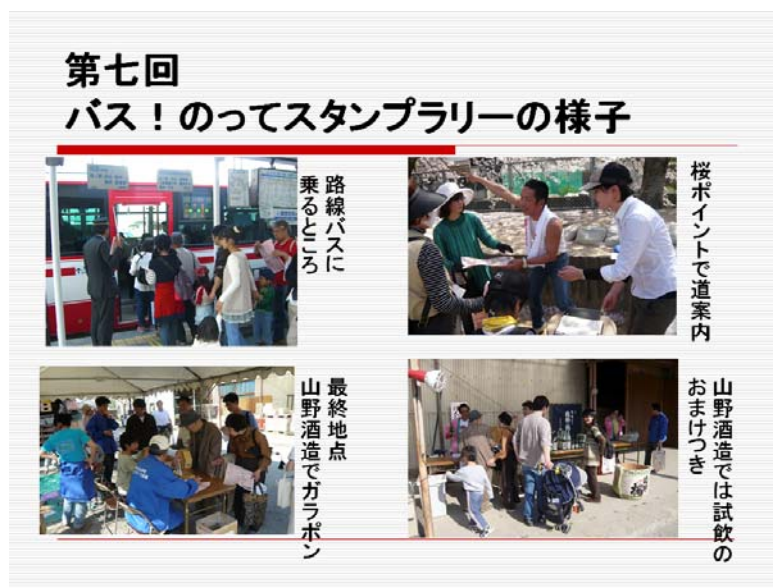 第七回
バス！のってスタンプラリーの様子
路線バスに
乗るところ
桜ポイントで道案内
最終地点
山野酒造でガラポン
山野酒造では試飲の
おまけつき